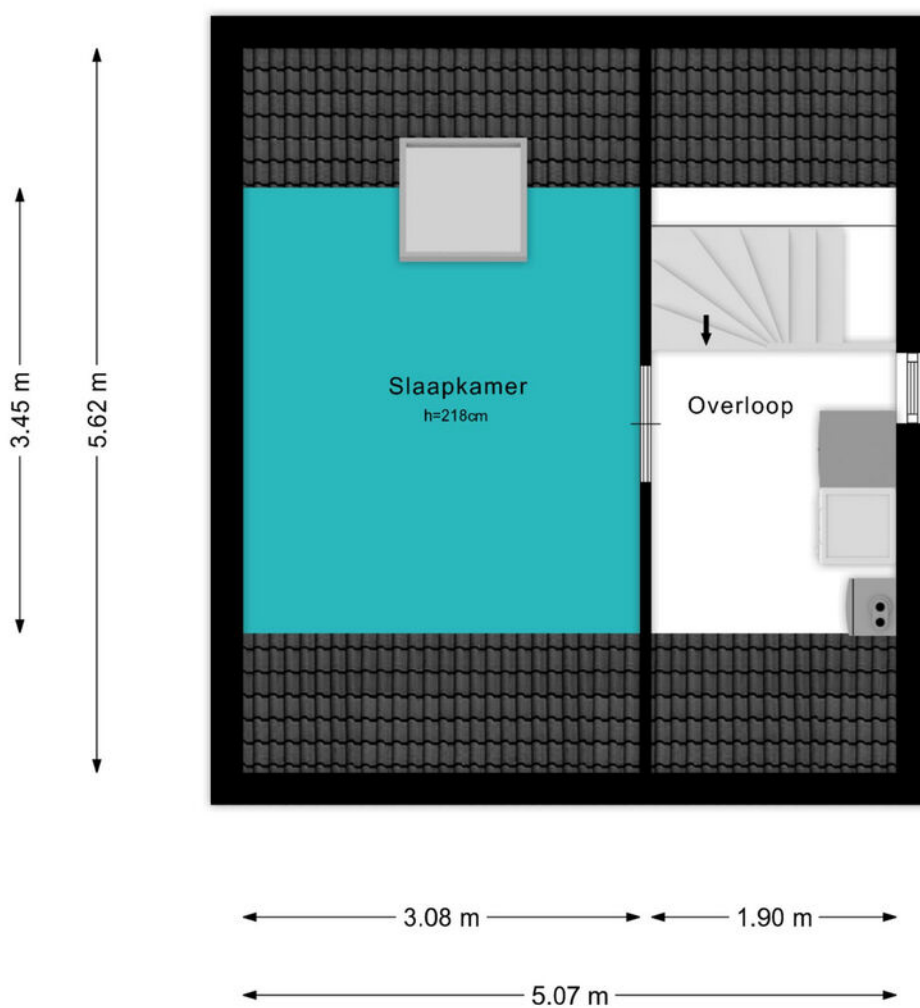 3.45 m
5.62 m
Slaapkamer
h=218cm
Overloop
3.08 m
1.90 m
5.07 m